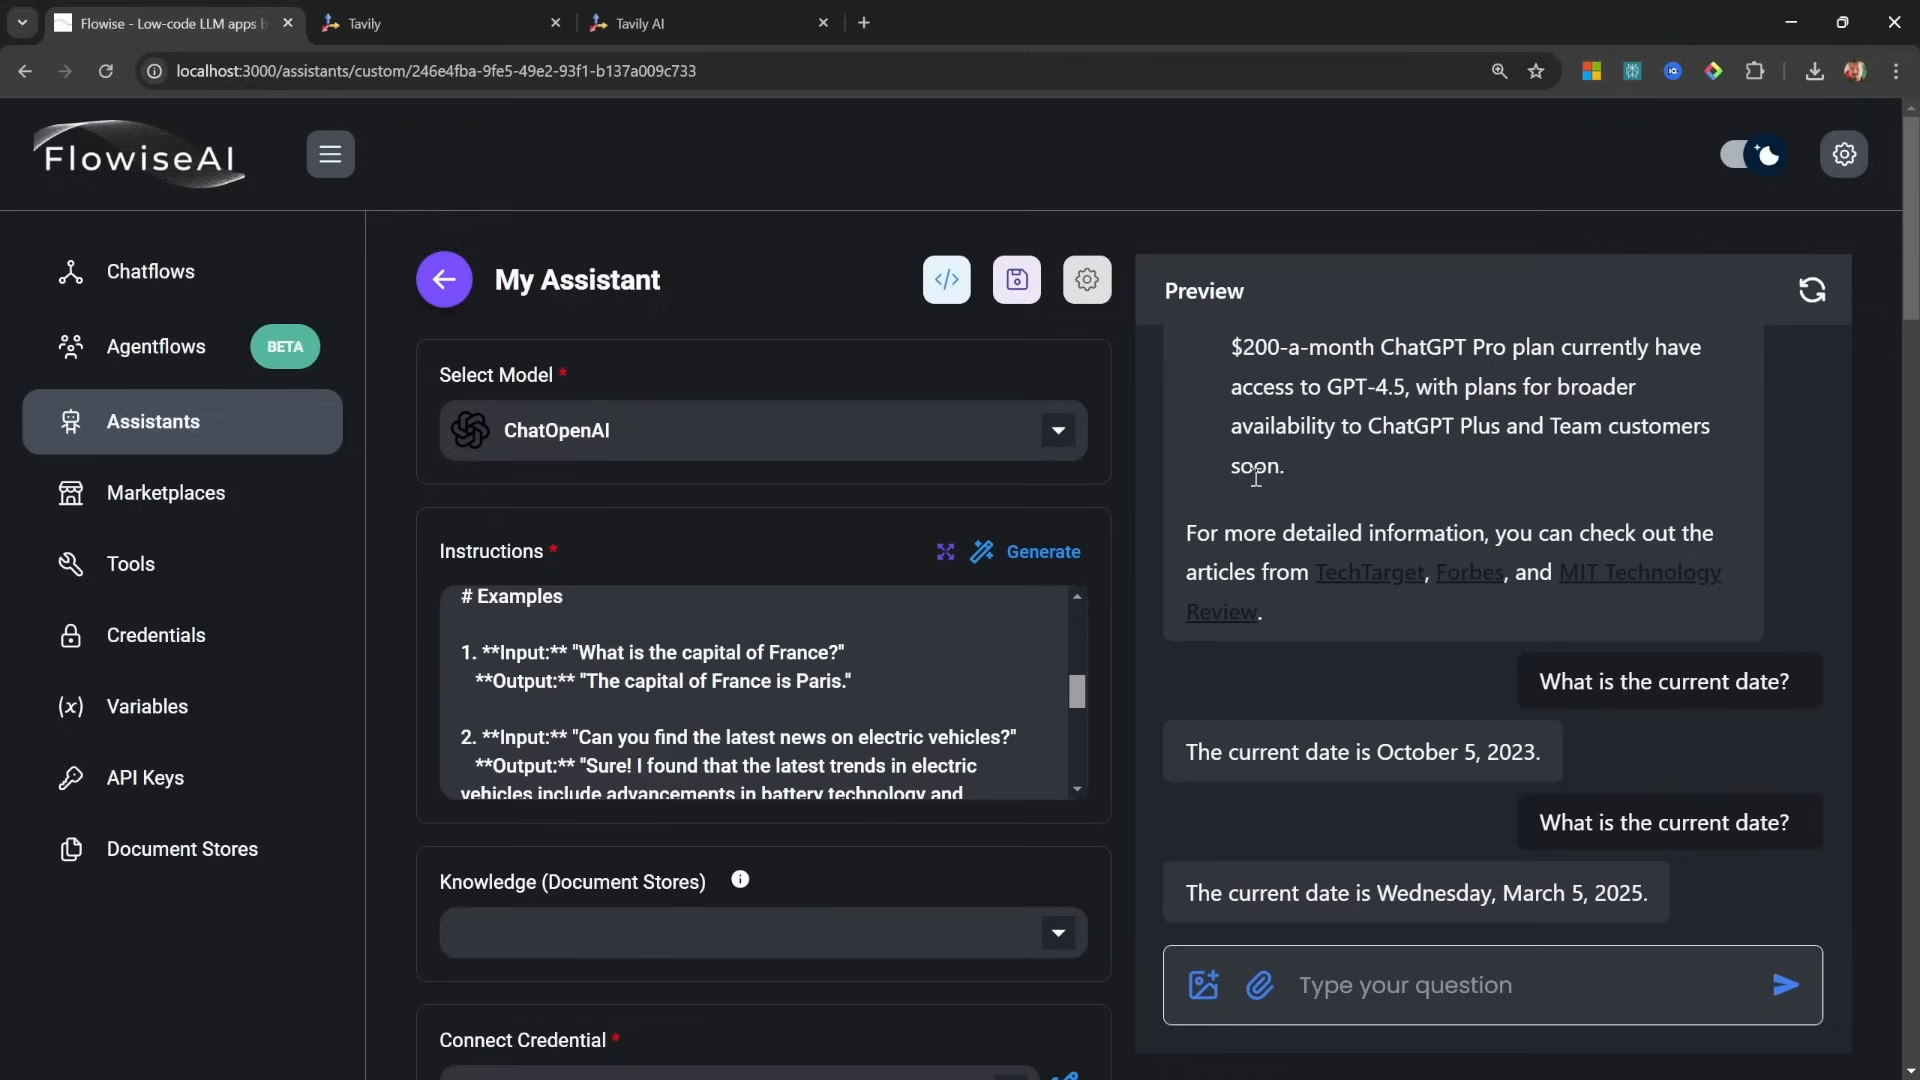 Flowise - Low-code LLM apps b
Tavily
Tavily AI
localhost:3000/assistants/custom/246e4fba-9fe5-49e2-93f1-b137a009c733
FlowiseAI
Chatflows
Agentflows BETA
Assistants
Marketplaces
Tools
Credentials
(x) Variables
API Keys
Document Stores
My Assistant
Select Model *
ChatOpenAI
Instructions *
Generate
# Examples
1. **Input:** "What is the capital of France?"
**Output:** "The capital of France is Paris."
2. **Input:** "Can you find the latest news on electric vehicles?"
**Output:** "Sure! I found that the latest trends in electric
vehicles include advancements in battery technology and
Knowledge (Document Stores)
Connect Credential *
Preview
$200-a-month ChatGPT Pro plan currently have
access to GPT-4.5, with plans for broader
availability to ChatGPT Plus and Team customers
soon.
For more detailed information, you can check out the
articles from TechTarget, Forbes, and MIT Technology
Review.
What is the current date?
The current date is October 5, 2023.
What is the current date?
The current date is Wednesday, March 5, 2025.
Type your question